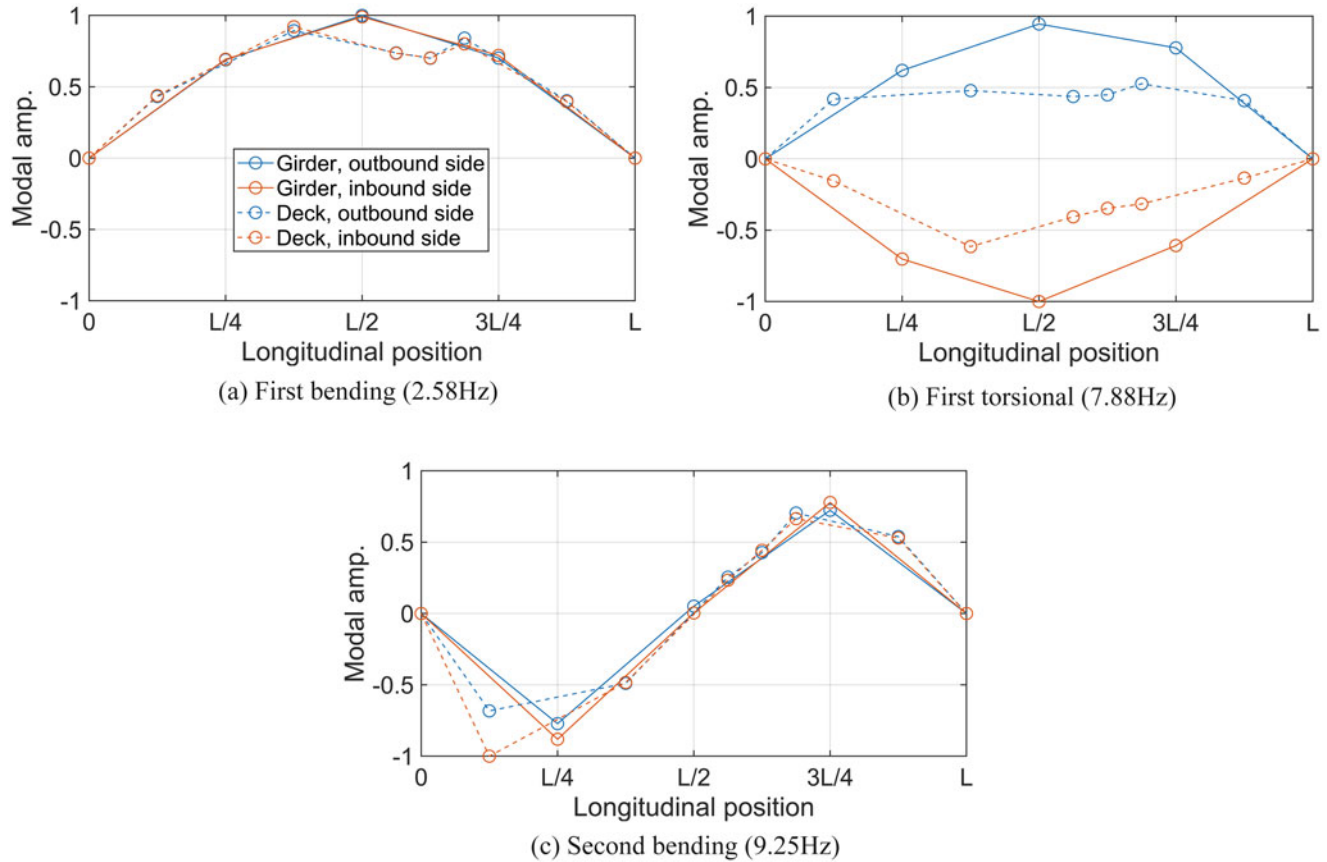 1
0.5
0
-0.5
-1
Modal amp.
Girder, outbound side
Girder, inbound side
Deck, outbound side
Deck, inbound side
0 L/4 L/2 3L/4 L
Longitudinal position
(a) First bending (2.58Hz)
1
0.5
0
-0.5
-1
Modal amp.
0 L/4 L/2 3L/4 L
Longitudinal position
(b) First torsional (7.88Hz)
1
0.5
0
-0.5
-1
Modal amp.
0 L/4 L/2 3L/4 L
Longitudinal position
(c) Second bending (9.25Hz)